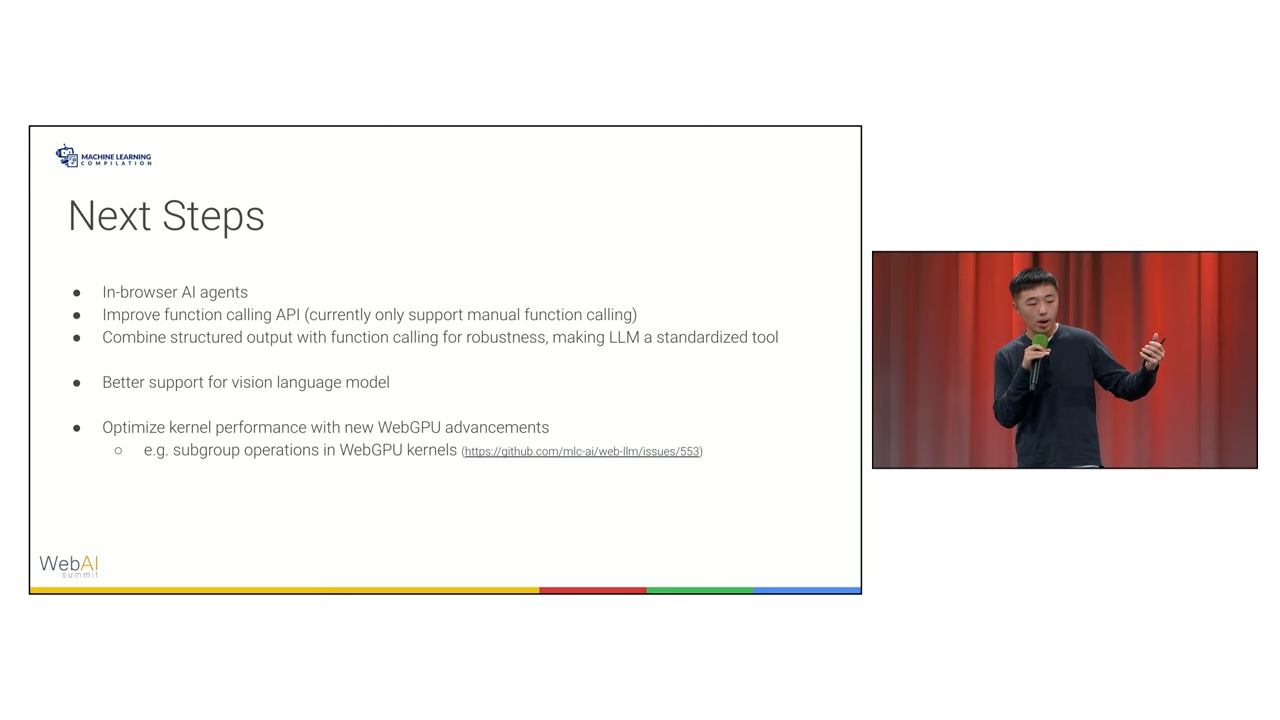 MACHINE LEARNING
COMPILATION
Next Steps
● In-browser AI agents
● Improve function calling API (currently only support manual function calling)
● Combine structured output with function calling for robustness, making LLM a standardized tool
● Better support for vision language model
● Optimize kernel performance with new WebGPU advancements
○ e.g. subgroup operations in WebGPU kernels (https://github.com/mlc-ai/web-llm/issues/553)
WebAI
summit